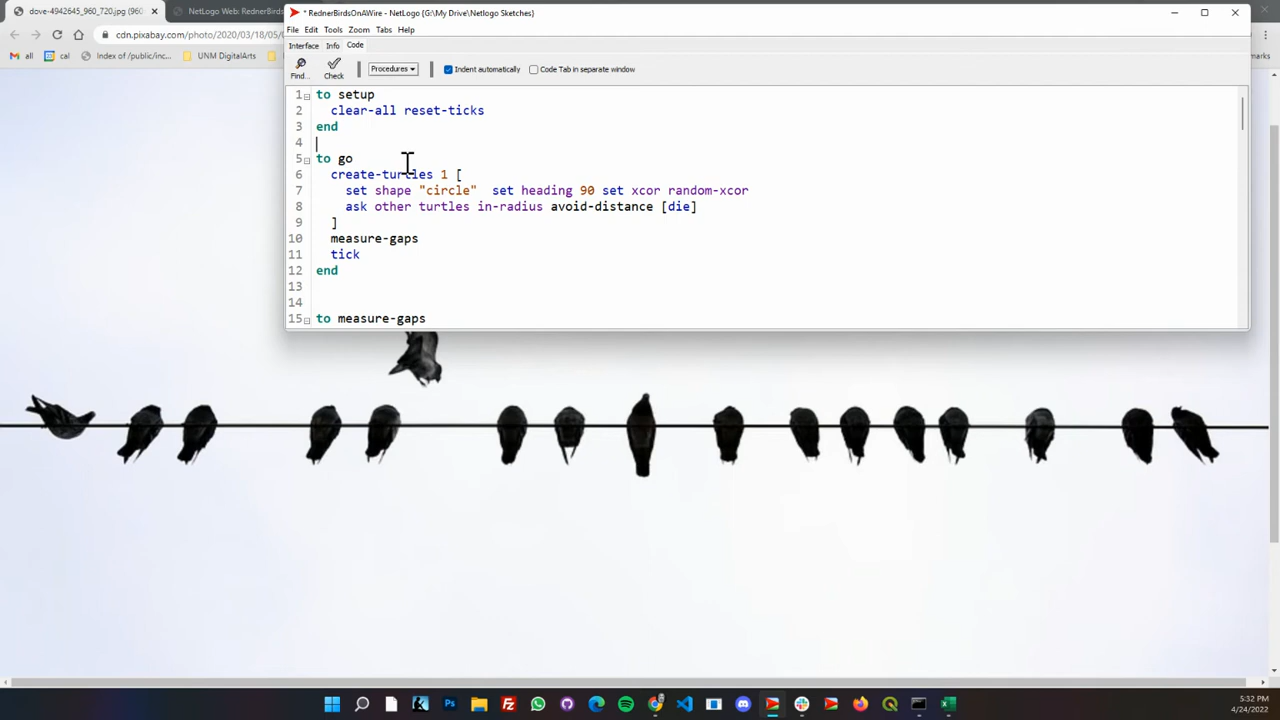 dove-4942645_960_720.jpg (960
NetLogo Web: RednerBirds
* RednerBirdsOnAWire - NetLogo {G:\My Drive\Netlogo Sketches}
cdn.pixabay.com/photo/2020/03/18/05/
File Edit Tools Zoom Tabs Help
all
cal
Index of /public/inc...
UNM DigitalArts
Interface Info Code
Find...
Check
Procedures
Indent automatically
Code Tab in separate window
1 to setup
2 clear-all reset-ticks
3 end
4
5 to go
6 create-turtles 1 [
7 set shape "circle" set heading 90 set xcor random-xcor
8 ask other turtles in-radius avoid-distance [die]
9 ]
10 measure-gaps
11 tick
12 end
13
14
15 to measure-gaps
5:32 PM
4/24/2022